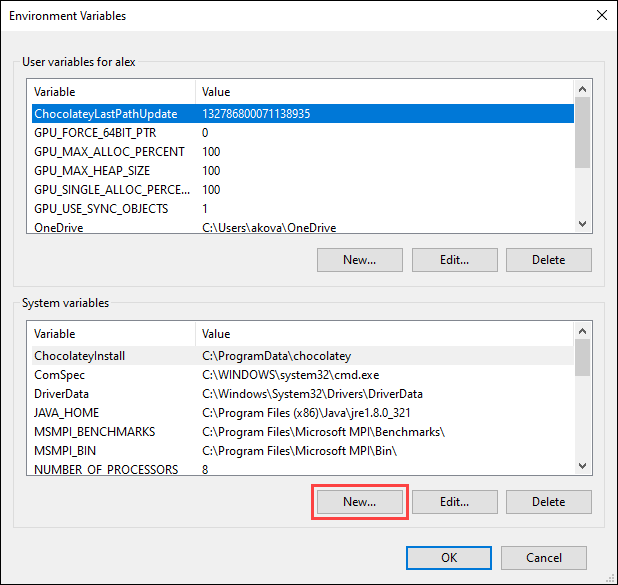 Environment Variables
User variables for alex
Variable Value
ChocolateyLastPathUpdate 132786800071138935
GPU_FORCE_64BIT_PTR 0
GPU_MAX_ALLOC_PERCENT 100
GPU_MAX_HEAP_SIZE 100
GPU_SINGLE_ALLOC_PERCE... 100
GPU_USE_SYNC_OBJECTS 1
OneDrive C:\Users\akova\OneDrive
New... Edit... Delete
System variables
Variable Value
ChocolateyInstall C:\ProgramData\chocolatey
ComSpec C:\WINDOWS\system32\cmd.exe
DriverData C:\Windows\System32\Drivers\DriverData
JAVA_HOME C:\Program Files (x86)\Java\jre1.8.0_321
MSMPI_BENCHMARKS C:\Program Files\Microsoft MPI\Benchmarks\
MSMPI_BIN C:\Program Files\Microsoft MPI\Bin\
NUMBER_OF_PROCESSORS 8
New... Edit... Delete
OK Cancel